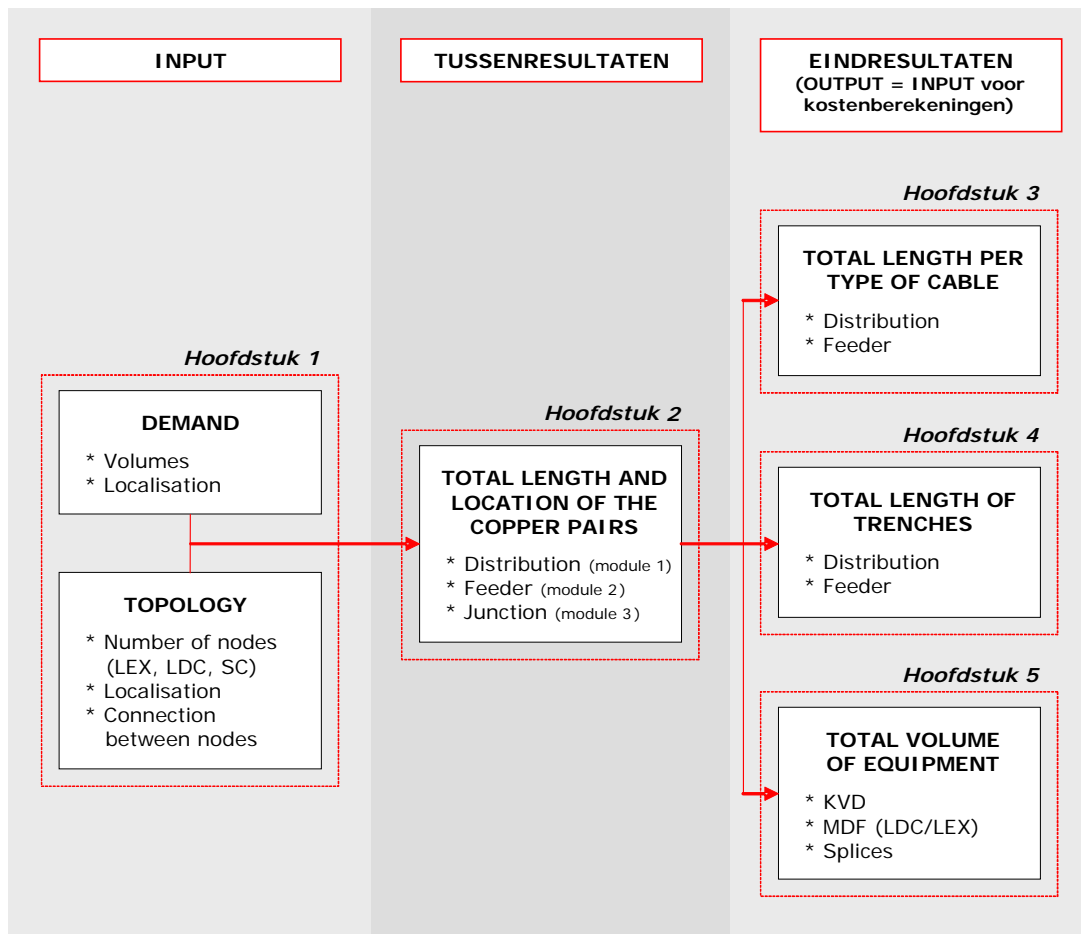 INPUT
TUSSENRESULTATEN
EINDRESULTATEN
(OUTPUT = INPUT voor
kostenberekeningen)
Hoofdstuk 1
DEMAND
* Volumes
* Localisation
TOPOLOGY
* Number of nodes
(LEX, LDC, SC)
* Localisation
* Connection
between nodes
Hoofdstuk 2
TOTAL LENGTH AND
LOCATION OF THE
COPPER PAIRS
* Distribution (module 1)
* Feeder (module 2)
* Junction (module 3)
Hoofdstuk 3
TOTAL LENGTH PER
TYPE OF CABLE
* Distribution
* Feeder
Hoofdstuk 4
TOTAL LENGTH OF
TRENCHES
* Distribution
* Feeder
Hoofdstuk 5
TOTAL VOLUME
OF EQUIPMENT
* KVD
* MDF (LDC/LEX)
* Splices